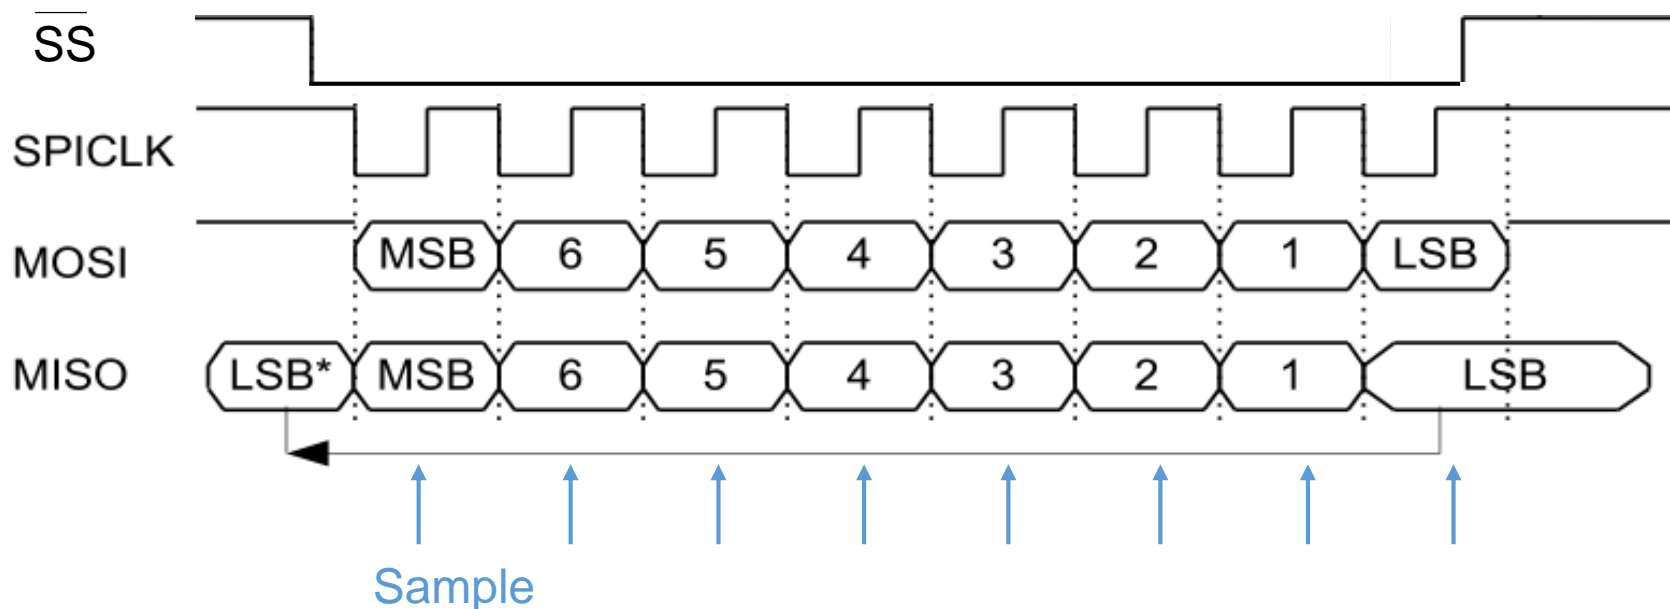 SS
SPICLK
MOSI MSB 6 5 4 3 2 1 LSB
MISO LSB* MSB 6 5 4 3 2 1 LSB
Sample